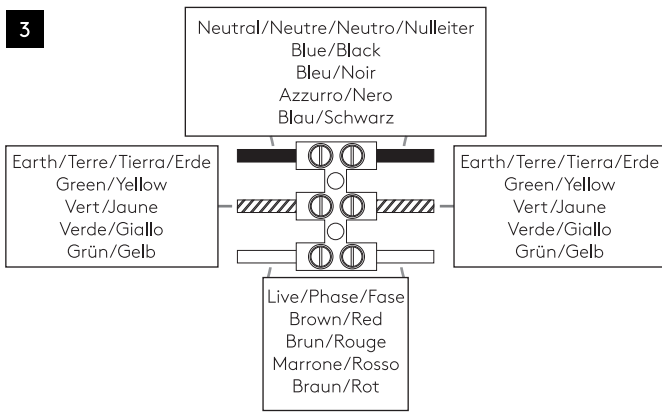 3
Neutral/Neutre/Neutro/Nulleiter
Blue/Black
Bleu/Noir
Azzurro/Nero
Blau/Schwarz
Earth/Terre/Tierra/Erde
Green/Yellow
Vert/Jaune
Verde/Giallo
Grün/Gelb
Earth/Terre/Tierra/Erde
Green/Yellow
Vert/Jaune
Verde/Giallo
Grün/Gelb
Live/Phase/Fase
Brown/Red
Brun/Rouge
Marrone/Rosso
Braun/Rot